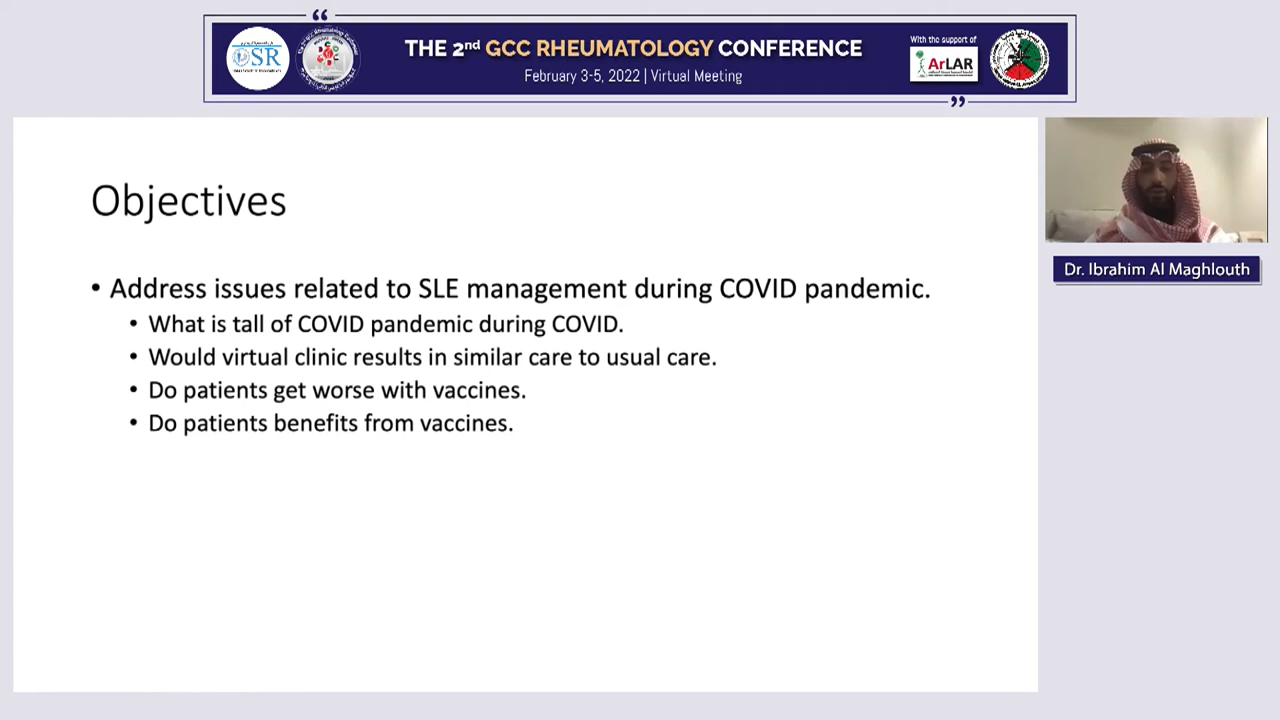 “
THE 2nd GCC RHEUMATOLOGY CONFERENCE
February 3-5, 2022 | Virtual Meeting
With the support of
SR
ArLAR
”
Objectives
• Address issues related to SLE management during COVID pandemic.
• What is tall of COVID pandemic during COVID.
• Would virtual clinic results in similar care to usual care.
• Do patients get worse with vaccines.
• Do patients benefits from vaccines.
Dr. Ibrahim Al Maghlouth